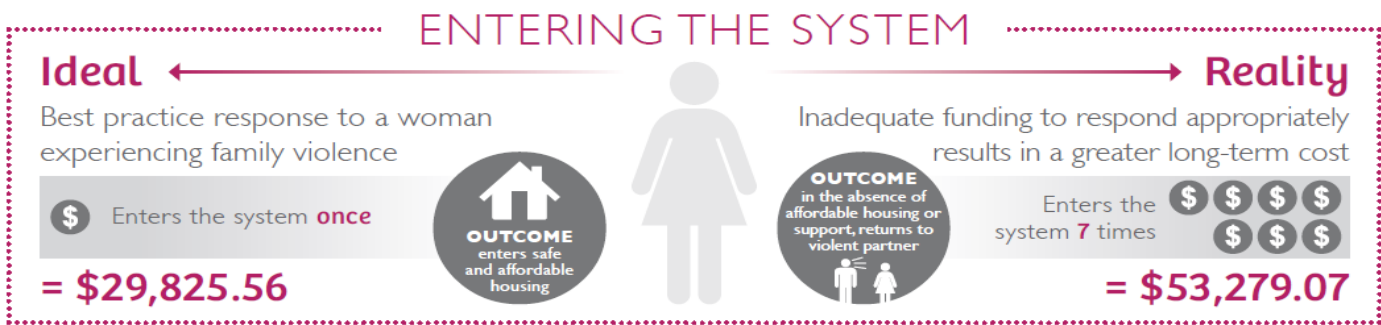 ENTERING THE SYSTEM
Ideal
Best practice response to a woman
experiencing family violence
$ Enters the system once
= $29,825.56
OUTCOME
enters safe
and affordable
housing
Reality
Inadequate funding to respond appropriately
results in a greater long-term cost
OUTCOME
in the absence of
affordable housing or
support, returns to
violent partner
Enters the
system 7 times
$ $ $ $
$ $ $
= $53,279.07